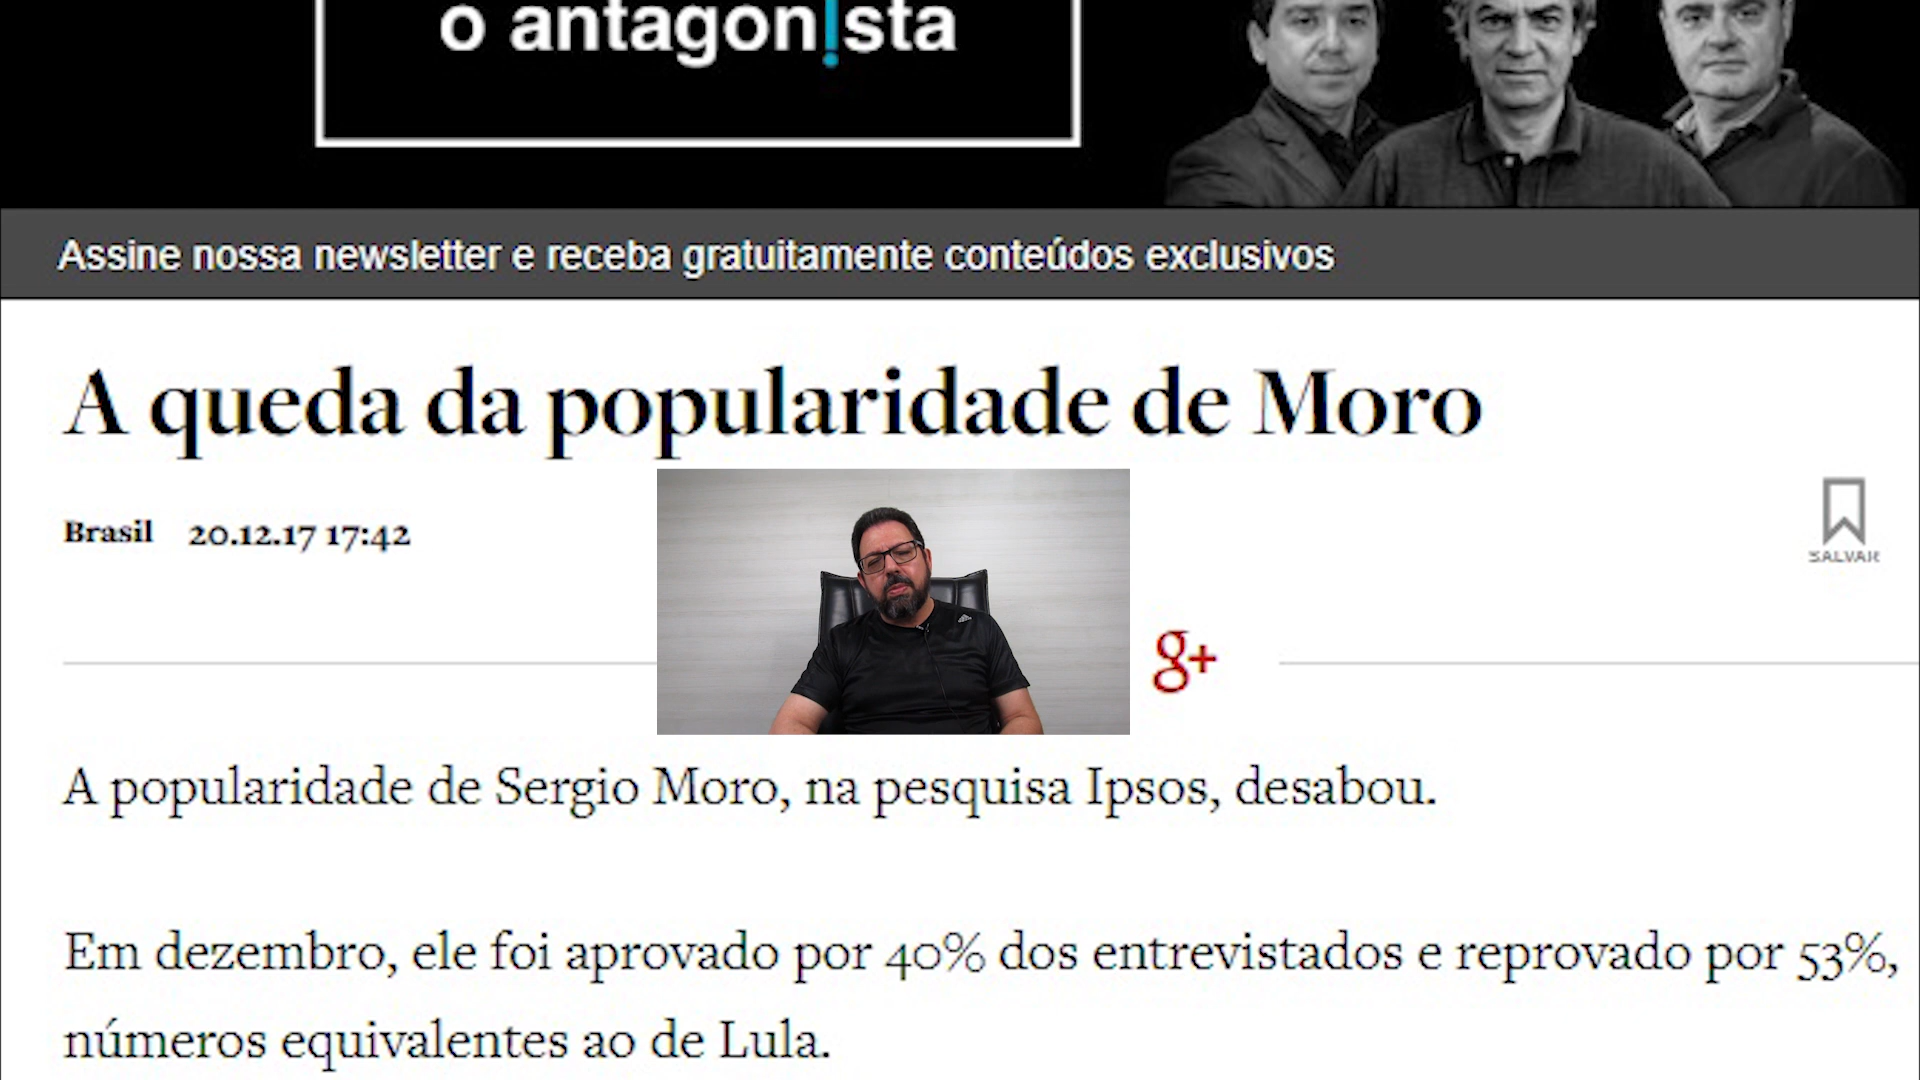 o antagon!sta
Assine nossa newsletter e receba gratuitamente conteúdos exclusivos
A queda da popularidade de Moro
Brasil 20.12.17 17:42
SALVAR
g+
A popularidade de Sergio Moro, na pesquisa Ipsos, desabou.
Em dezembro, ele foi aprovado por 40% dos entrevistados e reprovado por 53%,
números equivalentes ao de Lula.